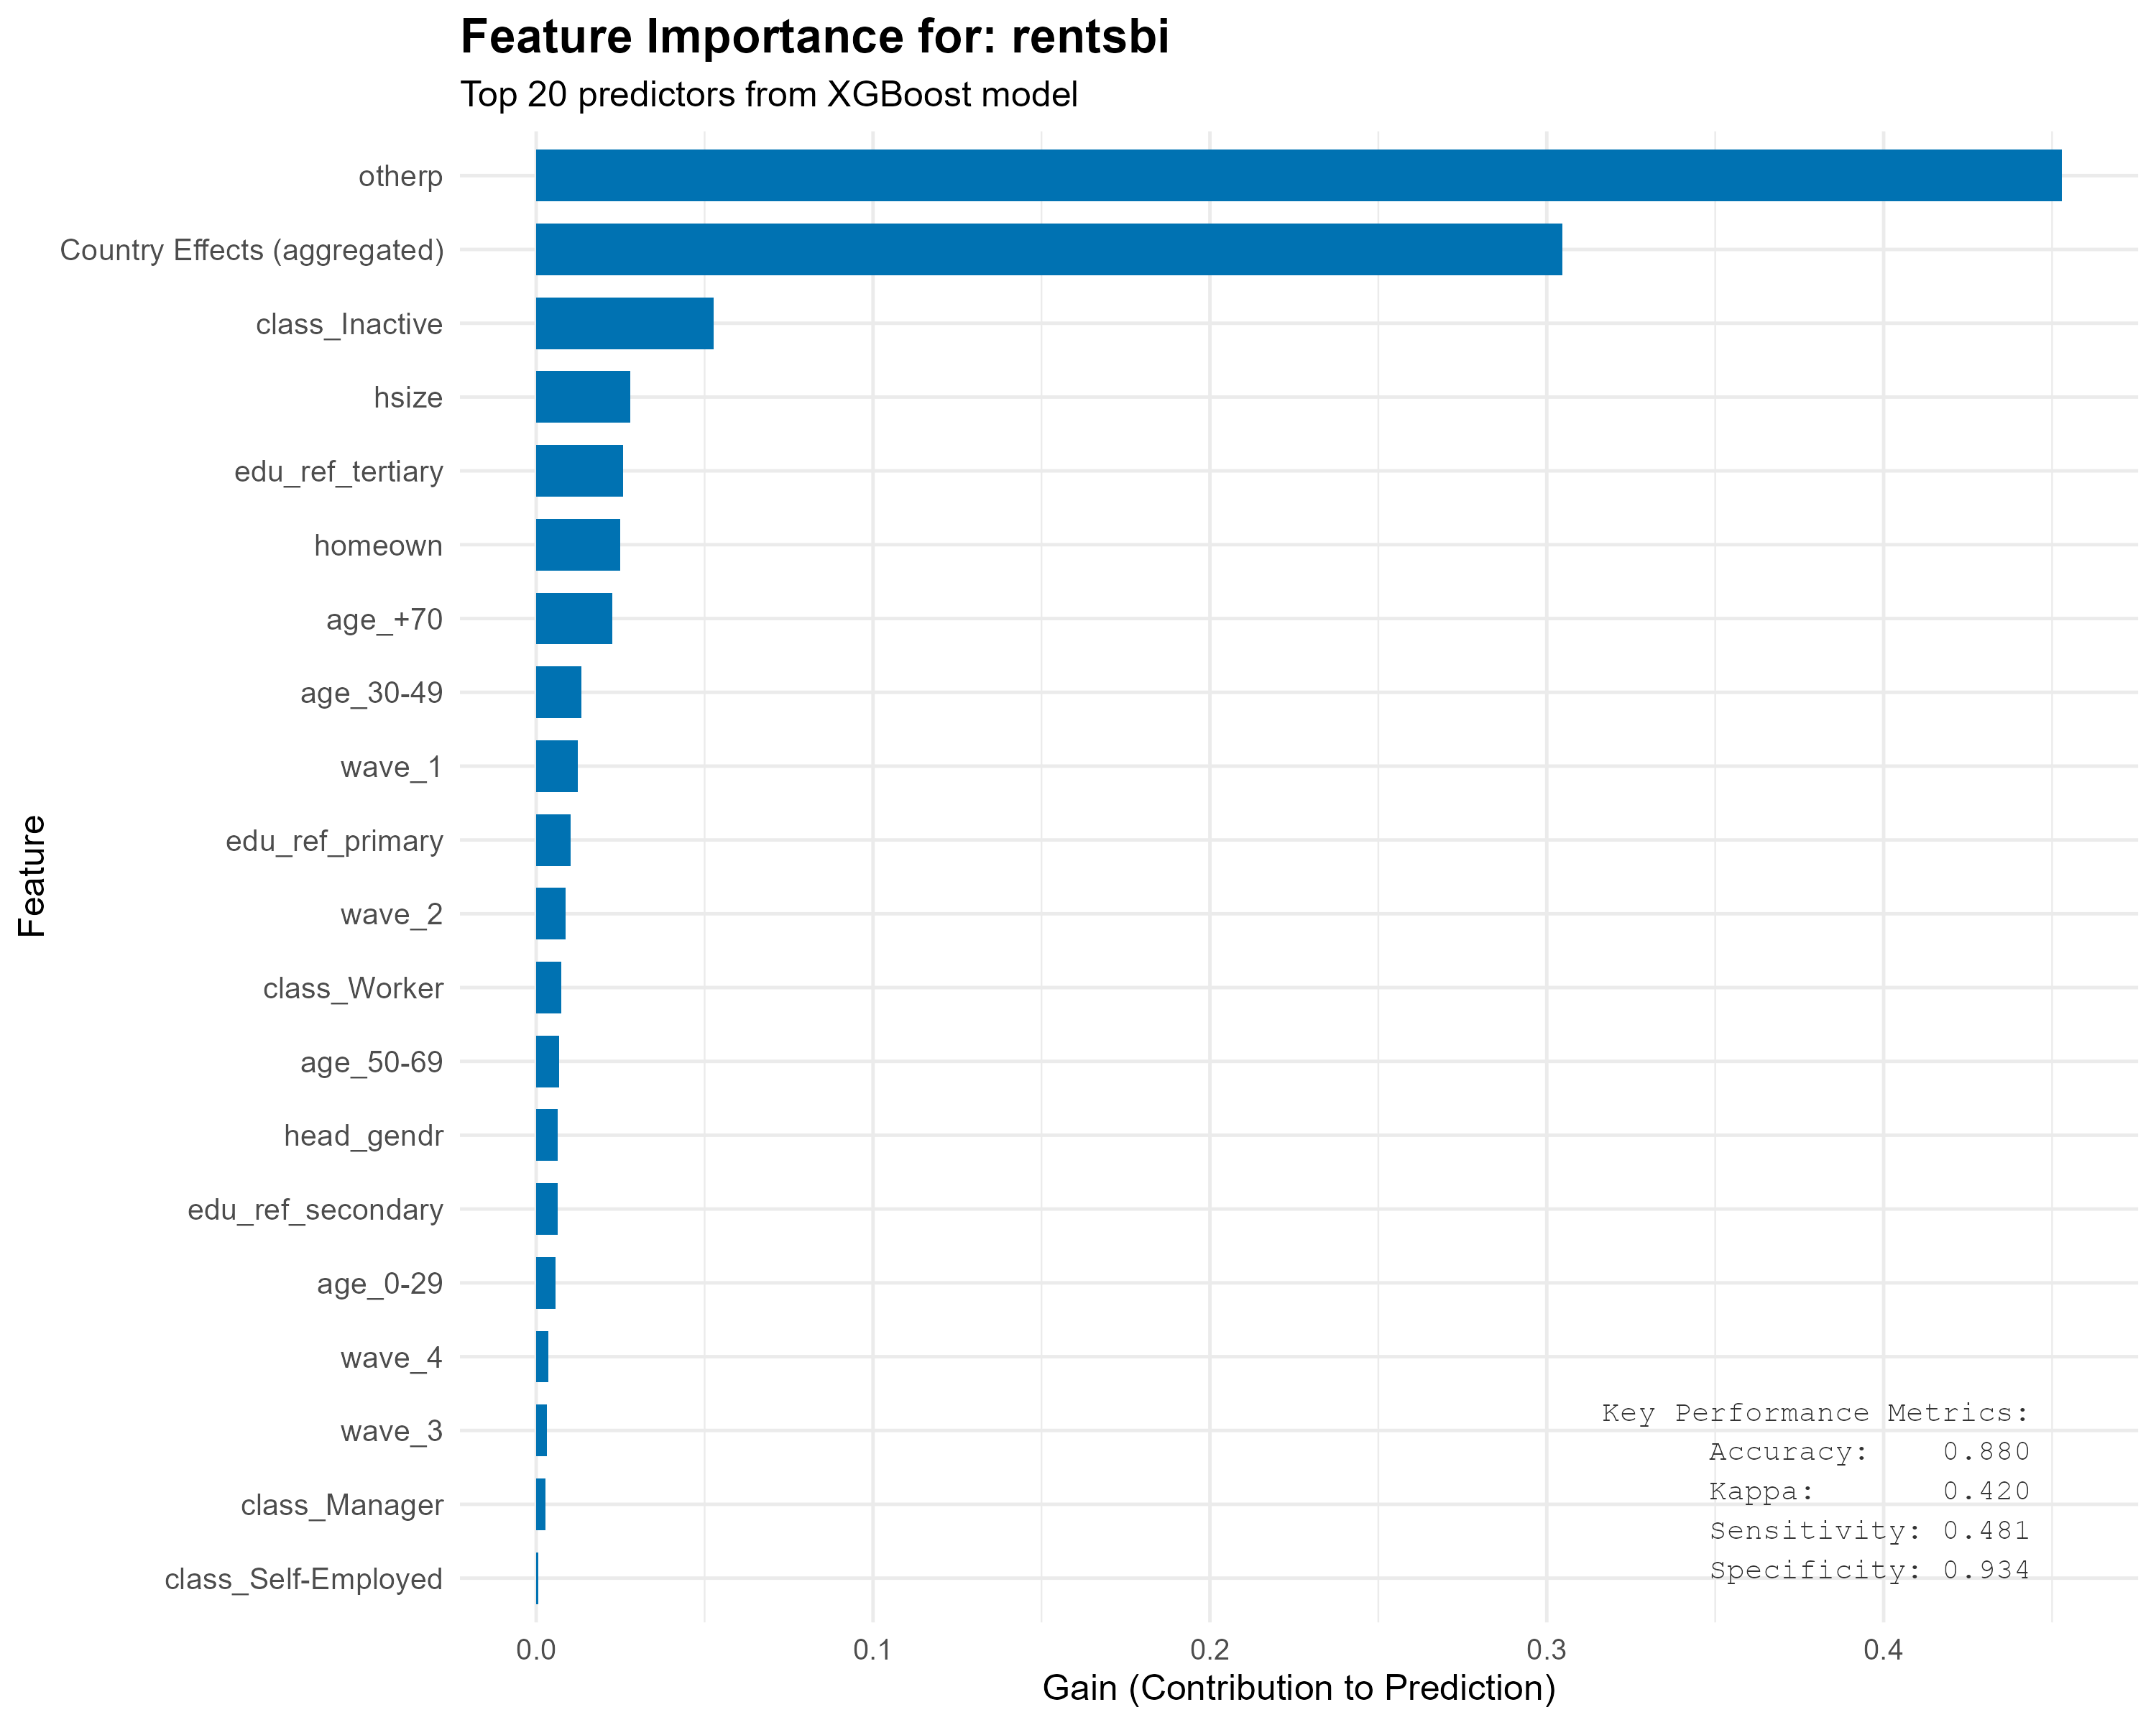 Feature Importance for: rentsbi
Top 20 predictors from XGBoost model
otherp
Country Effects (aggregated)
class_Inactive
hsize
edu_ref_tertiary
homeown
age_+70
age_30-49
wave_1
edu_ref_primary
wave_2
class_Worker
age_50-69
head_gendr
edu_ref_secondary
age_0-29
wave_4
wave_3
class_Manager
class_Self-Employed
Feature
Key Performance Metrics:
Accuracy: 0.880
Kappa: 0.420
Sensitivity: 0.481
Specificity: 0.934
0.0 0.1 0.2 0.3 0.4
Gain (Contribution to Prediction)